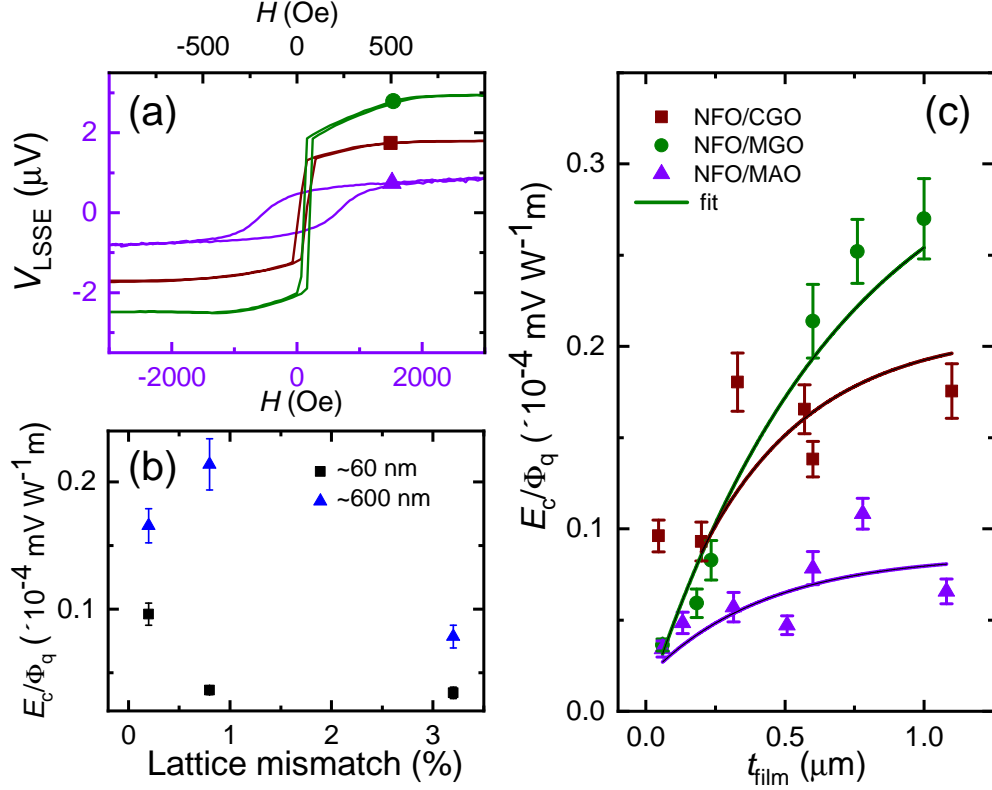 H (Oe)
-500 0 500
(a)
2
0
-2
V_LSSE (μV)
-2000 0 2000
H (Oe)
(b)
~60 nm
~600 nm
0.2
0.1
E_c/Φ_q (´10^-4 mV W^-1m)
0 1 2 3
Lattice mismatch (%)
(c)
NFO/CGO
NFO/MGO
NFO/MAO
fit
0.3
0.2
0.1
0.0
E_c/Φ_q (´10^-4 mV W^-1m)
0.0 0.5 1.0
t_film (μm)